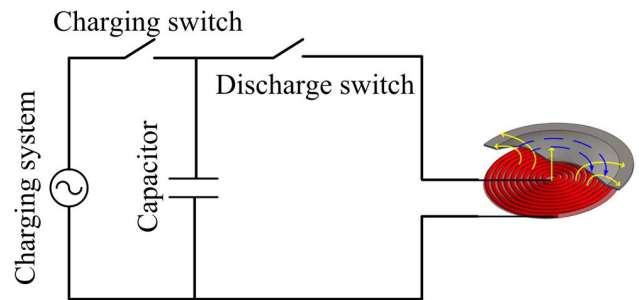 Charging switch
Discharge switch
Charging system
Capacitor